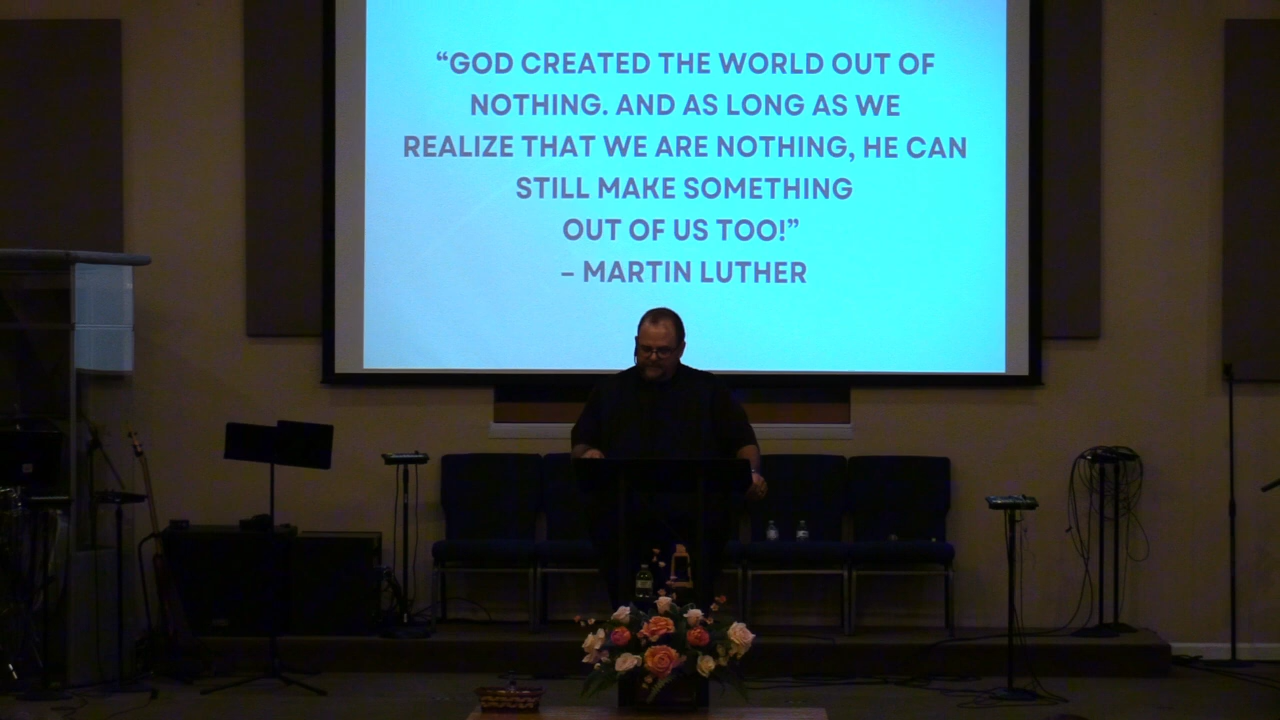 “GOD CREATED THE WORLD OUT OF
NOTHING. AND AS LONG AS WE
REALIZE THAT WE ARE NOTHING, HE CAN
STILL MAKE SOMETHING
OUT OF US TOO!”
– MARTIN LUTHER